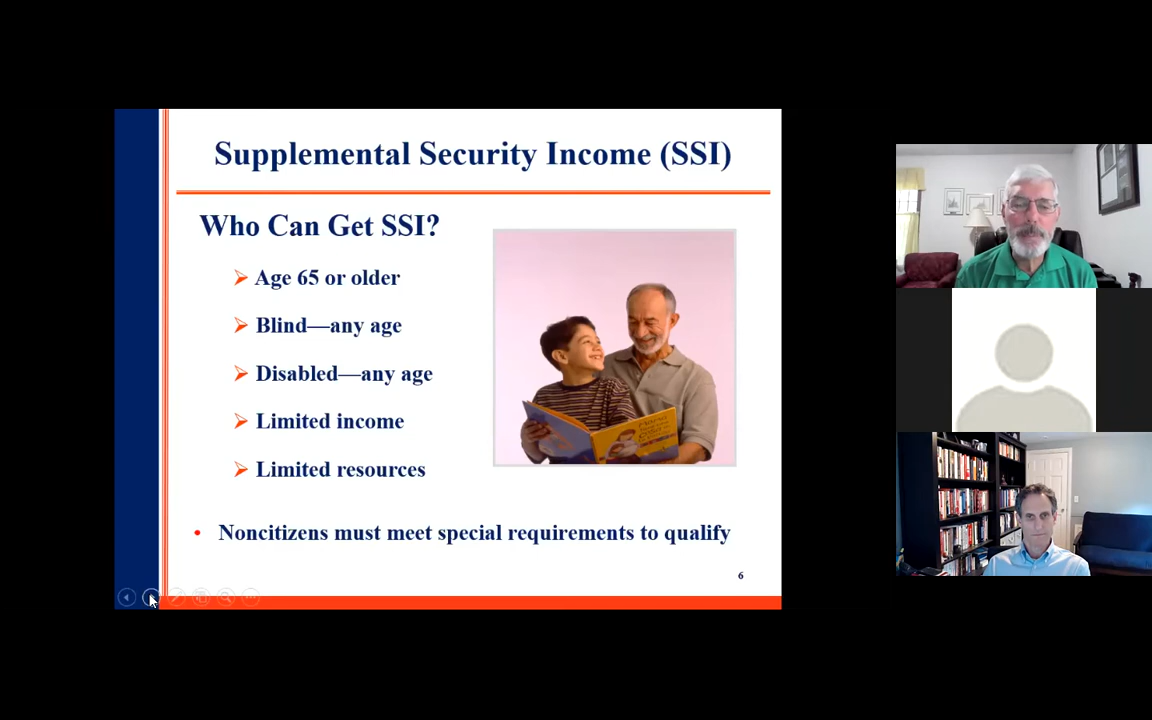 Supplemental Security Income (SSI)
Who Can Get SSI?
Age 65 or older
Blind—any age
Disabled—any age
Limited income
Limited resources
• Noncitizens must meet special requirements to qualify
6